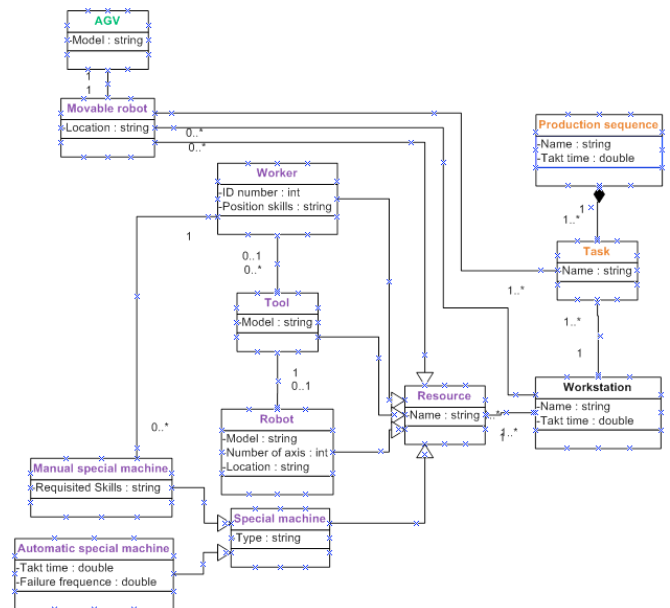 AGV
-Model : string
1
1
Movable robot
-Location : string
0..*
0..*
Production sequence
-Name : string
-Takt time : double
1
1..*
Worker
-ID number : int
-Position skills : string
1
0..1
0..*
Task
-Name : string
1..*
1..*
1
Tool
-Model : string
1
0..1
Resource
-Name : string
..*
1
1..*
Workstation
-Name : string
-Takt time : double
Robot
-Model : string
-Number of axis : int
-Location : string
0..*
Manual special machine
-Requisited Skills : string
Special machine
-Type : string
Automatic special machine
-Takt time : double
-Failure frequence : double